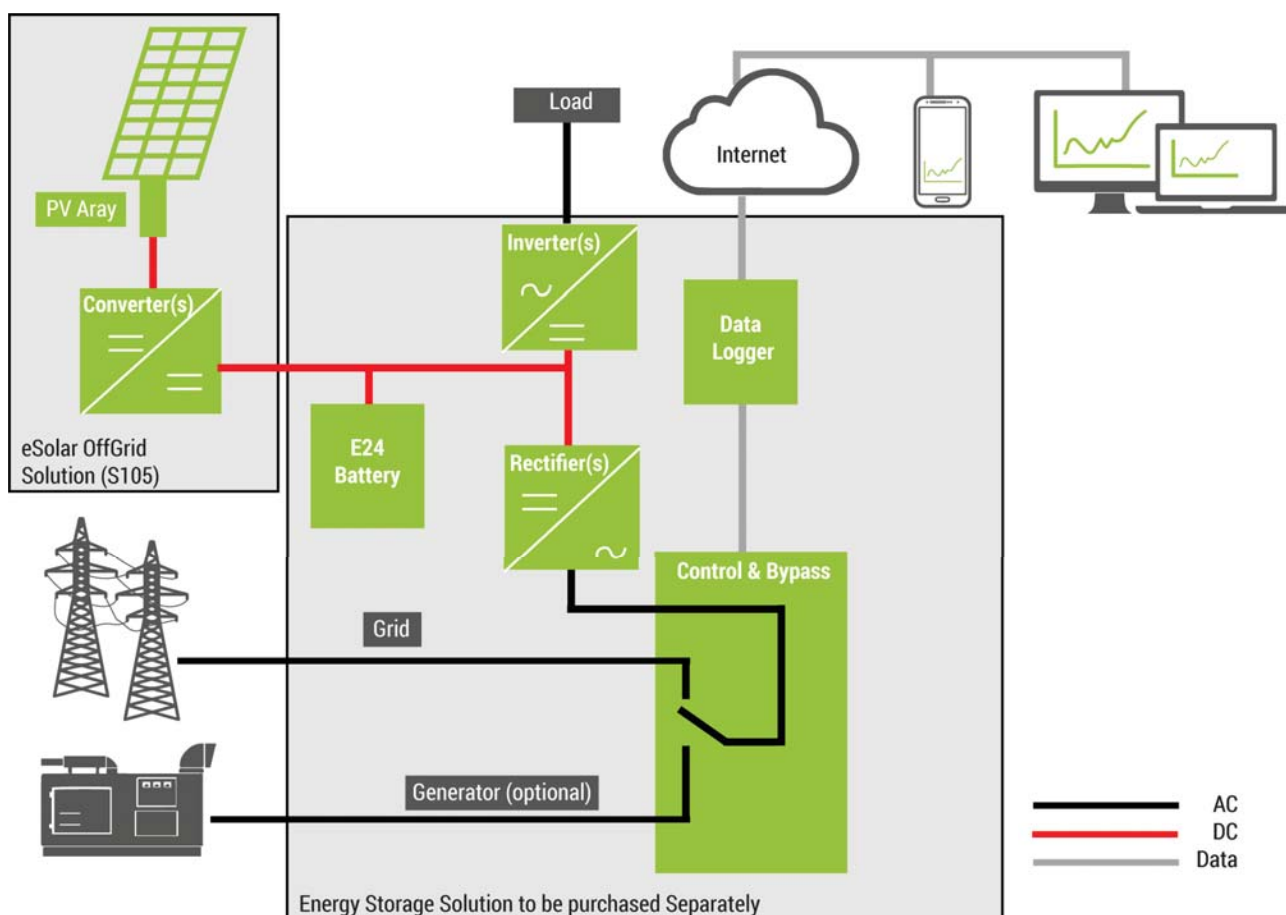 Load
Internet
PV Aray
Inverter(s)
Converter(s)
Data
Logger
eSolar OffGrid
Solution (S105)
E24
Battery
Rectifier(s)
Control & Bypass
Grid
Generator (optional)
AC
DC
Data
Energy Storage Solution to be purchased Separately